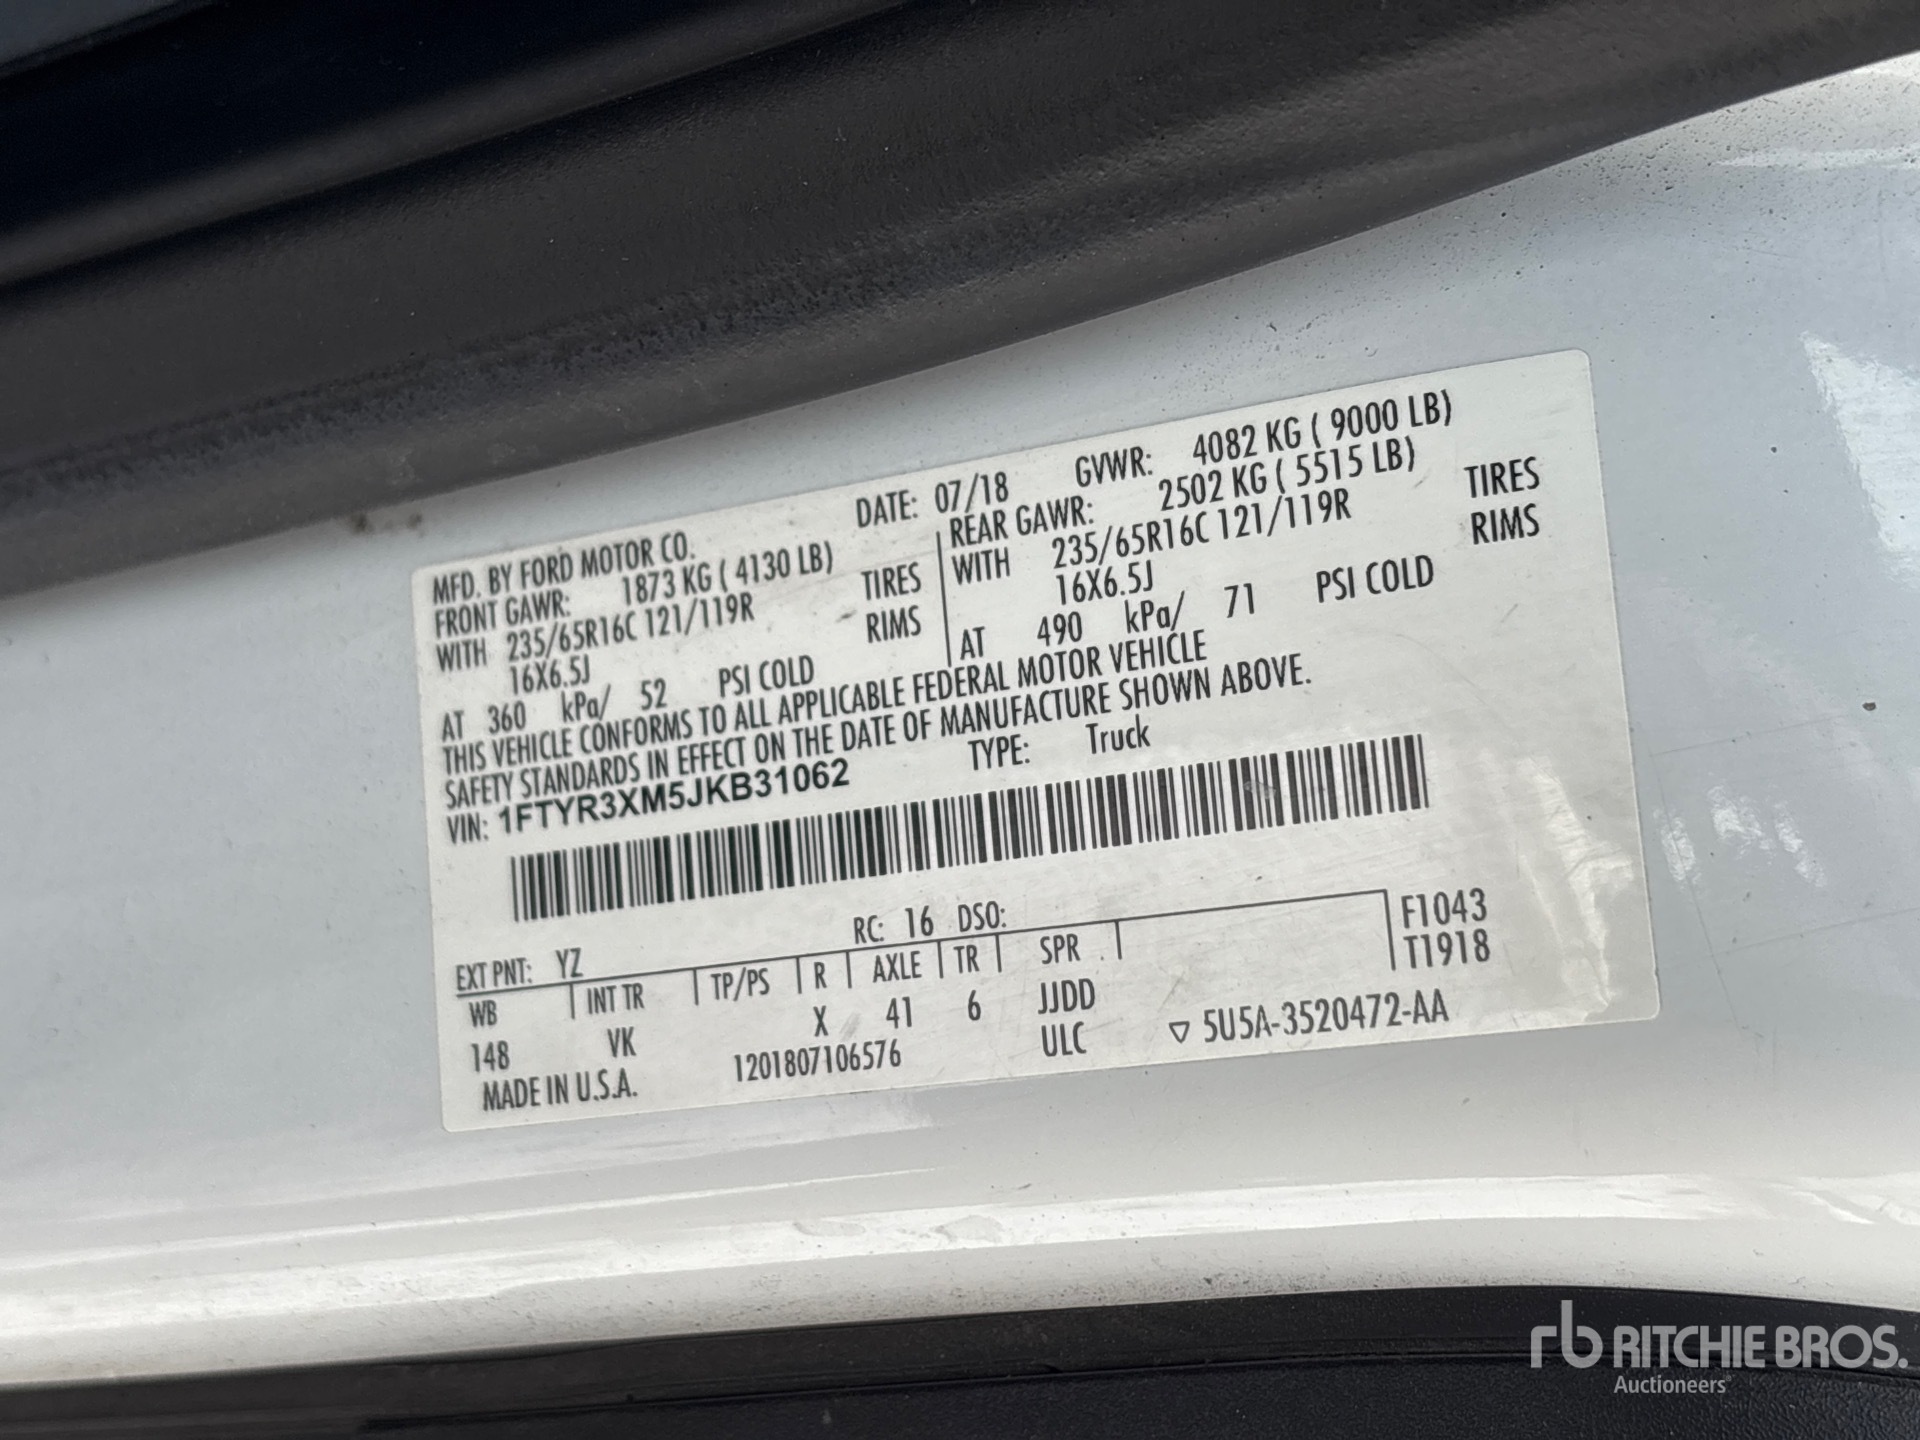 MFD. BY FORD MOTOR CO. DATE: 07/18 GVWR: 4082 KG ( 9000 LB)
FRONT GAWR: 1873 KG ( 4130 LB) REAR GAWR: 2502 KG ( 5515 LB)
WITH 235/65R16C 121/119R TIRES WITH 235/65R16C 121/119R TIRES
16X6.5J RIMS 16X6.5J RIMS
AT 360 kPa/ 52 PSI COLD AT 490 kPa/ 71 PSI COLD
THIS VEHICLE CONFORMS TO ALL APPLICABLE FEDERAL MOTOR VEHICLE
SAFETY STANDARDS IN EFFECT ON THE DATE OF MANUFACTURE SHOWN ABOVE.
VIN: 1FTYR3XM5JKB31062 TYPE: Truck
EXT PNT: YZ RC: 16 DSO: F1043
WB INT TR TP/PS R AXLE TR SPR T1918
148 VK X 41 6 JJDD
MADE IN U.S.A. 1201807106576 ULC 5U5A-3520472-AA
rb RITCHIE BROS.
Auctioneers